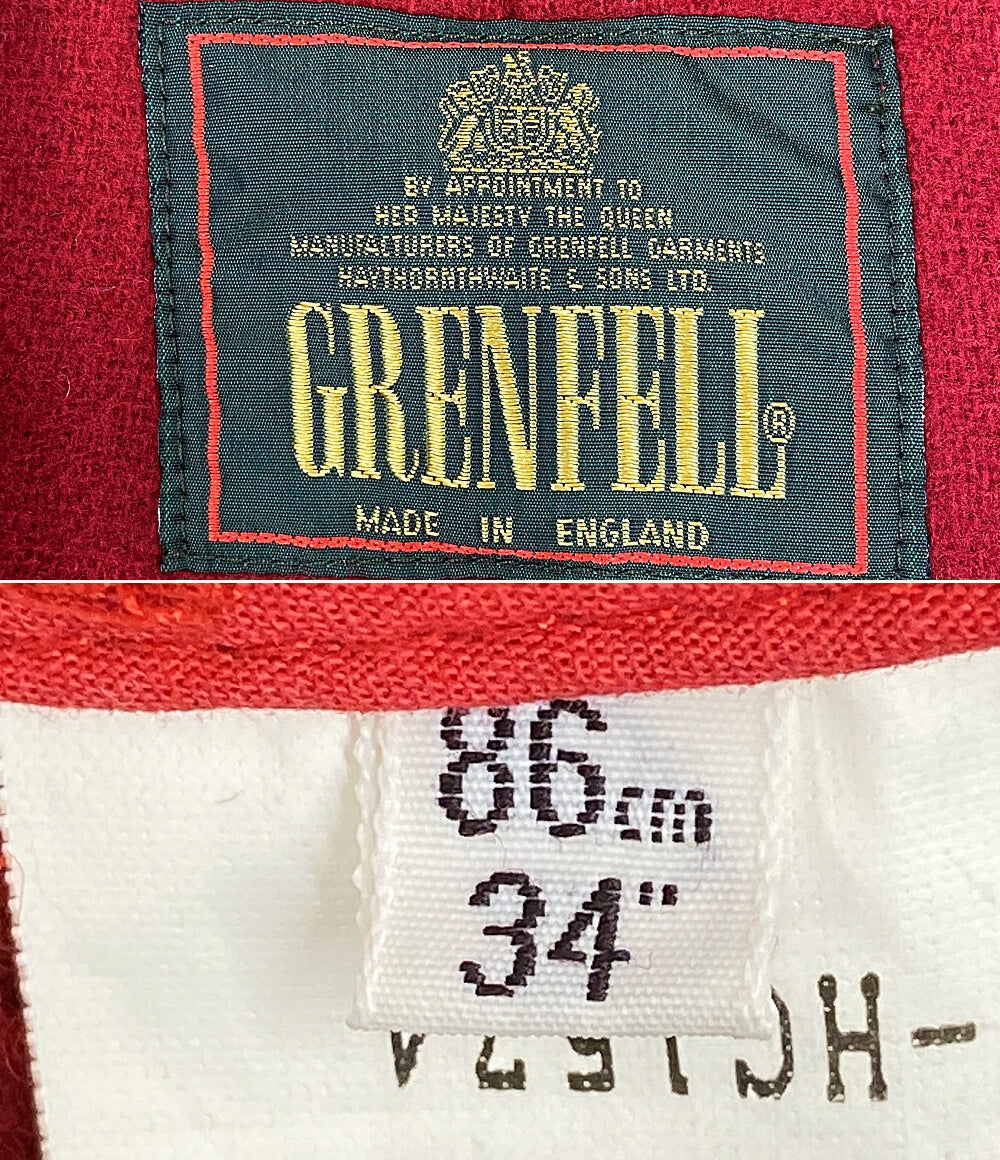 BY APPOINTMENT TO
HER MAJESTY THE QUEEN
MANUFACTURERS OF GRENFELL GARMENTS
HAYTHORNTHWAITE & SONS LTD.
GRENFELL®
MADE IN ENGLAND
86cm
34"